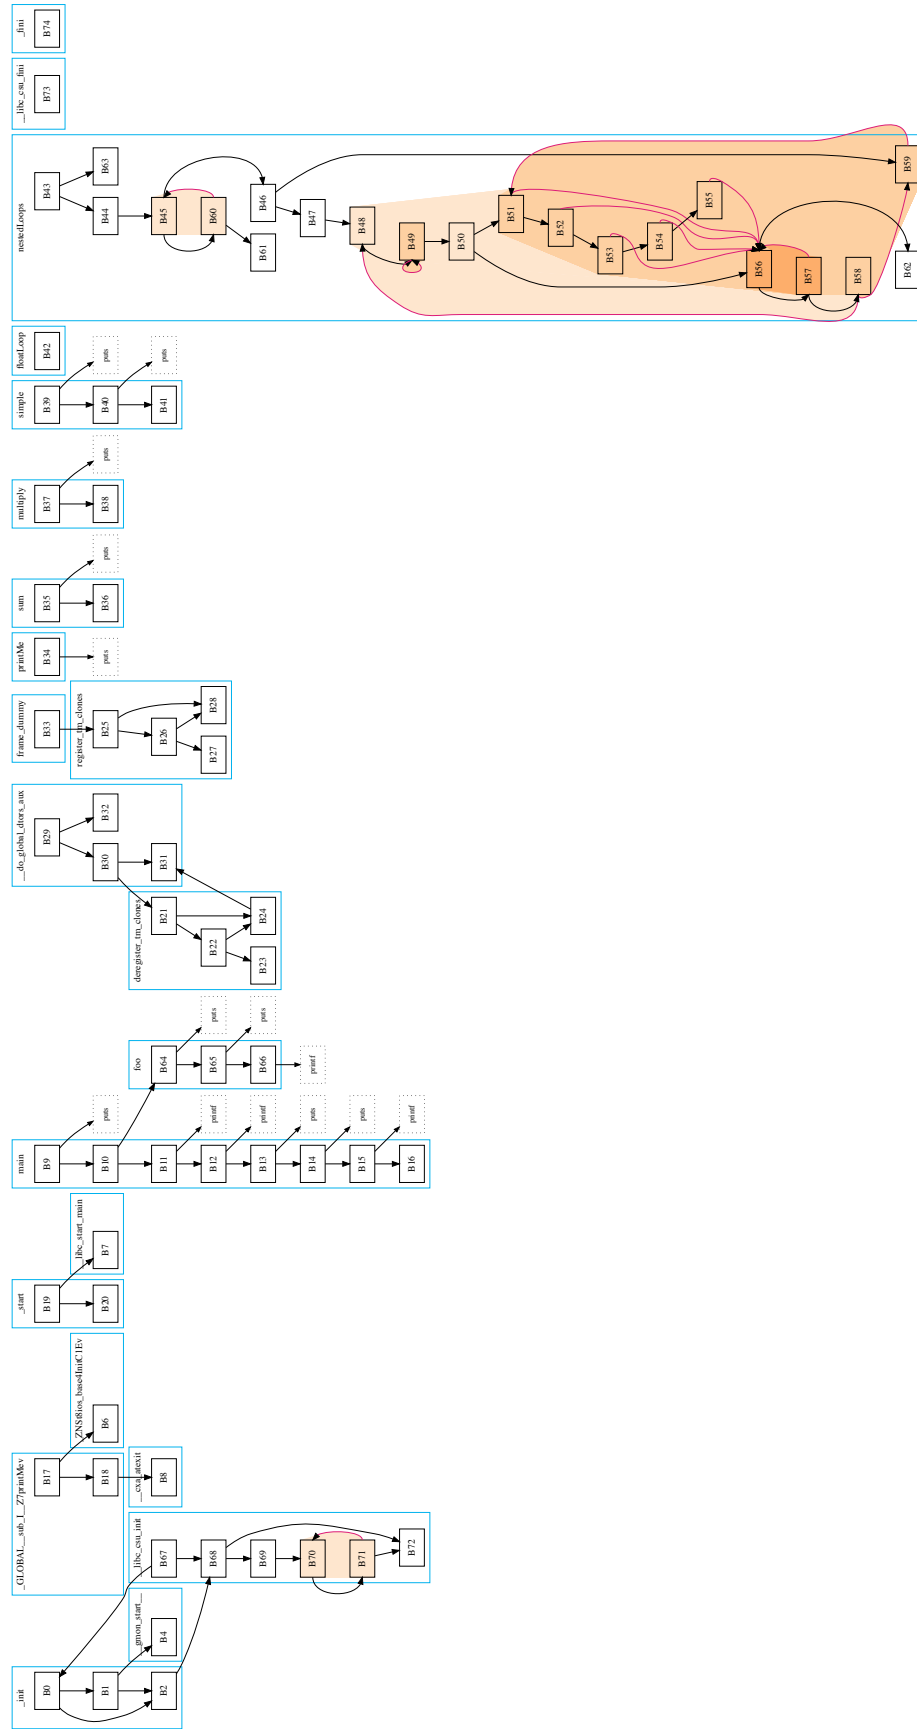 _init
B0
B1
B2
__gmon_start__
B4
_GLOBAL__sub_I__Z7printMev
B17
B18
_ZNSt8ios_base4InitC1Ev
B6
__cxa_atexit
B8
__libc_csu_init
B67
B68
B69
B70
B71
B72
_start
B19
B20
__libc_start_main
B7
main
B9
B10
B11
B12
B13
B14
B15
B16
puts
printf
printf
puts
puts
printf
foo
B64
B65
B66
puts
puts
printf
__do_global_dtors_aux
B29
B30
B32
B31
deregister_tm_clones
B21
B22
B23
B24
frame_dummy
B33
register_tm_clones
B25
B26
B27
B28
printMe
B34
puts
sum
B35
B36
puts
multiply
B37
B38
puts
simple
B39
B40
B41
puts
puts
floatLoop
B42
nestedLoops
B43
B44
B63
B45
B60
B61
B46
B47
B48
B49
B50
B51
B52
B53
B54
B55
B56
B57
B58
B59
B62
__libc_csu_fini
B73
_fini
B74